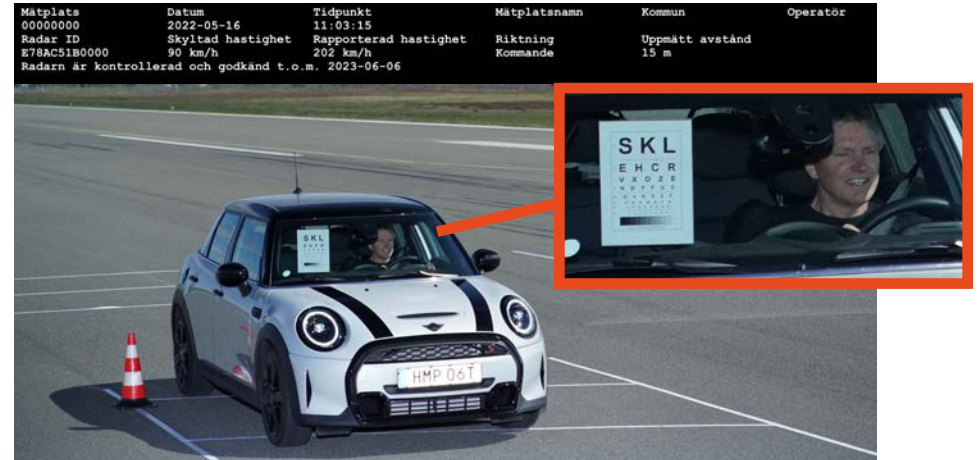 Mätplats Datum Tidpunkt Mätplatsnamn Kommun Operatör
00000000 2022-05-16 11:03:15
Radar ID Skyltad hastighet Rapporterad hastighet Riktning Uppmätt avstånd
E78AC51B0000 90 km/h 202 km/h Kommande 15 m
Radarn är kontrollerad och godkänd t.o.m. 2023-06-06
SKL
EHCR
VXOZE
SKL
HMP 06T